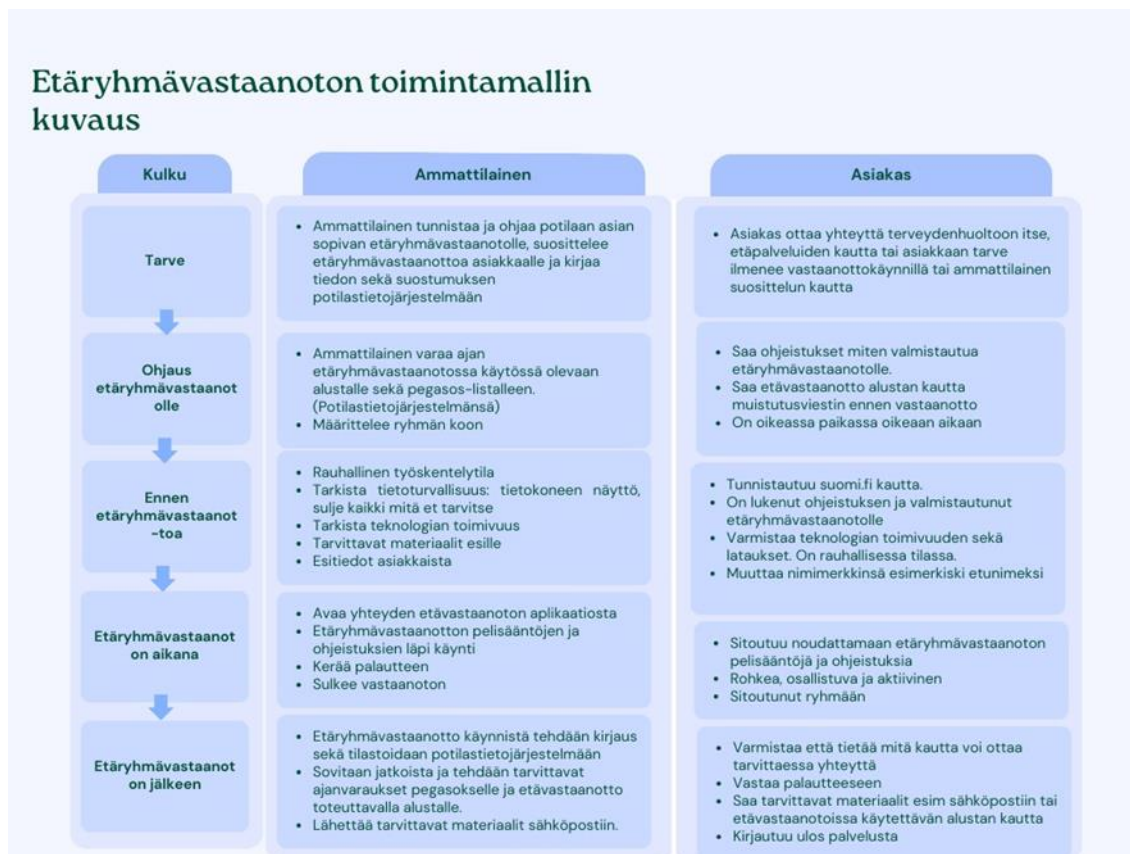 Etäryhmävastaanoton toimintamallin
kuvaus
Kulku
Ammattilainen
Asiakas
Tarve
• Ammattilainen tunnistaa ja ohjaa potilaan asian
sopivan etäryhmävastaanotolle, suosittelee
etäryhmävastaanottoa asiakkaalle ja kirjaa
tiedon sekä suostumuksen
potilastietojärjestelmään
• Asiakas ottaa yhteyttä terveydenhuoltoon itse,
etäpalveluiden kautta tai asiakkaan tarve
ilmenee vastaanottokäynnillä tai ammattilainen
suosittelun kautta
Ohjaus
etäryhmävastaanot
olle
• Ammattilainen varaa ajan
etäryhmävastaanotossa käytössä olevaan
alustalle sekä pegasos-listalleen.
(Potilastietojärjestelmänsä)
• Määrittelee ryhmän koon
• Saa ohjeistukset miten valmistautua
etäryhmävastaanotolle.
• Saa etävastaanotto alustan kautta
muistutusviestin ennen vastaanotto
• On oikeassa paikassa oikeaan aikaan
Ennen
etäryhmävastaanot
-toa
• Rauhallinen työskentelytila
• Tarkista tietoturvallisuus: tietokoneen näyttö,
sulje kaikki mitä et tarvitse
• Tarkista teknologian toimivuus
• Tarvittavat materiaalit esille
• Esitiedot asiakkaista
• Tunnistautuu suomi.fi kautta.
• On lukenut ohjeistuksen ja valmistautunut
etäryhmävastaanotolle
• Varmistaa teknologian toimivuuden sekä
lataukset. On rauhallisessa tilassa.
• Muuttaa nimimerkkinsä esimerkiski etunimeksi
Etäryhmävastaanot
on aikana
• Avaa yhteyden etävastaanoton aplikaatiosta
• Etäryhmävastaanotton pelisääntöjen ja
ohjeistuksien läpi käynti
• Kerää palautteen
• Sulkee vastaanoton
• Sitoutuu noudattamaan etäryhmävastaanoton
pelisääntöjä ja ohjeistuksia
• Rohkea, osallistuva ja aktiivinen
• Sitoutunut ryhmään
Etäryhmävastaanot
on jälkeen
• Etäryhmävastaanotto käynnistä tehdään kirjaus
sekä tilastoidaan potilastietojärjestelmään
• Sovitaan jatkoista ja tehdään tarvittavat
ajanvaraukset pegasokselle ja etävastaanotto
toteuttavalla alustalle.
• Lähettää tarvittavat materiaalit sähköpostiin.
• Varmistaa että tietää mitä kautta voi ottaa
tarvittaessa yhteyttä
• Vastaa palautteeseen
• Saa tarvittavat materiaalit esim sähköpostiin tai
etävastaanotoissa käytettävän alustan kautta
• Kirjautuu ulos palvelusta